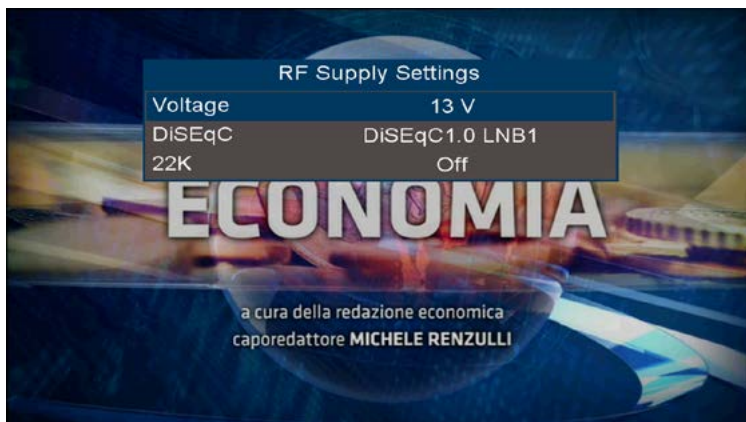 RF Supply Settings
Voltage 13 V
DiSEqC DiSEqC1.0 LNB1
22K Off
ECONOMIA
a cura della redazione economica
caporedattore MICHELE RENZULLI